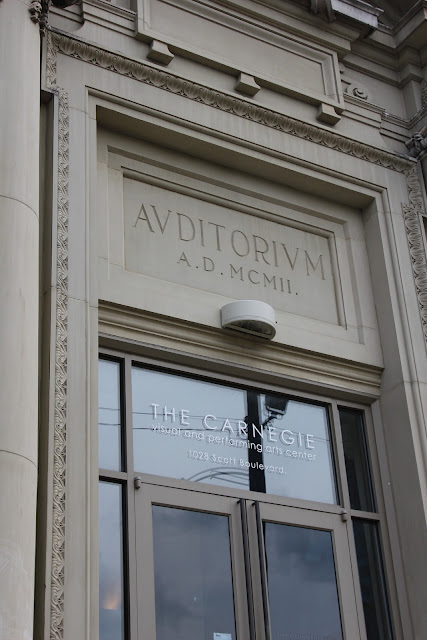 AVDITORIVM
A.D. MCMII.
THE CARNEGIE
visual and performing arts center
1028 Scott Boulevard.